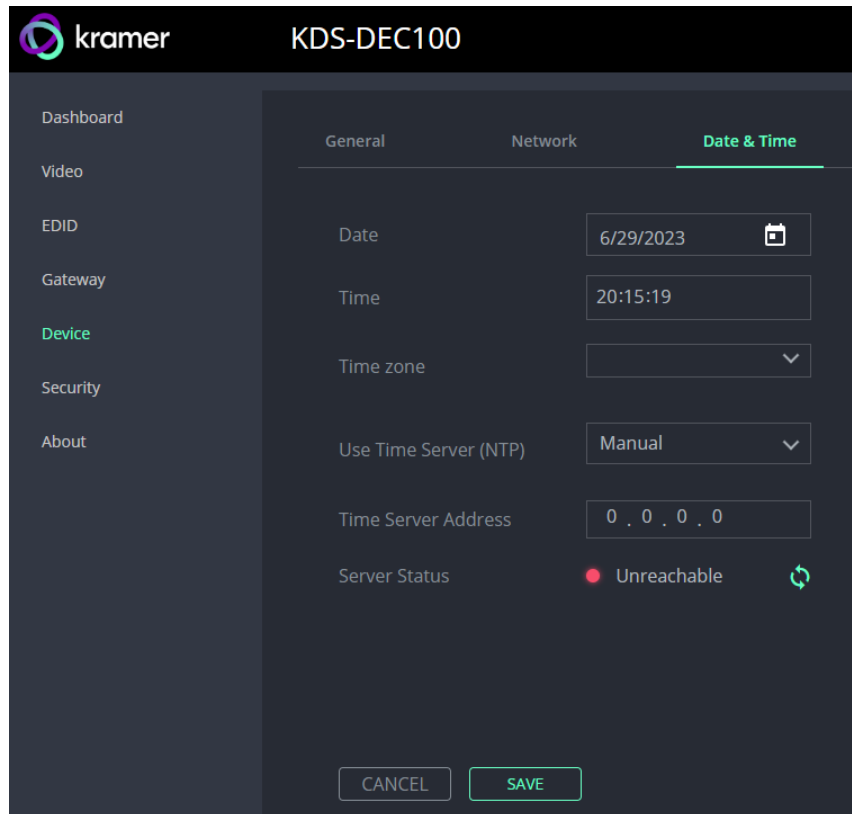 kramer
KDS-DEC100
Dashboard
Video
EDID
Gateway
Device
Security
About
General Network Date & Time
Date 6/29/2023
Time 20:15:19
Time zone
Use Time Server (NTP) Manual
Time Server Address 0 . 0 . 0 . 0
Server Status Unreachable
CANCEL SAVE